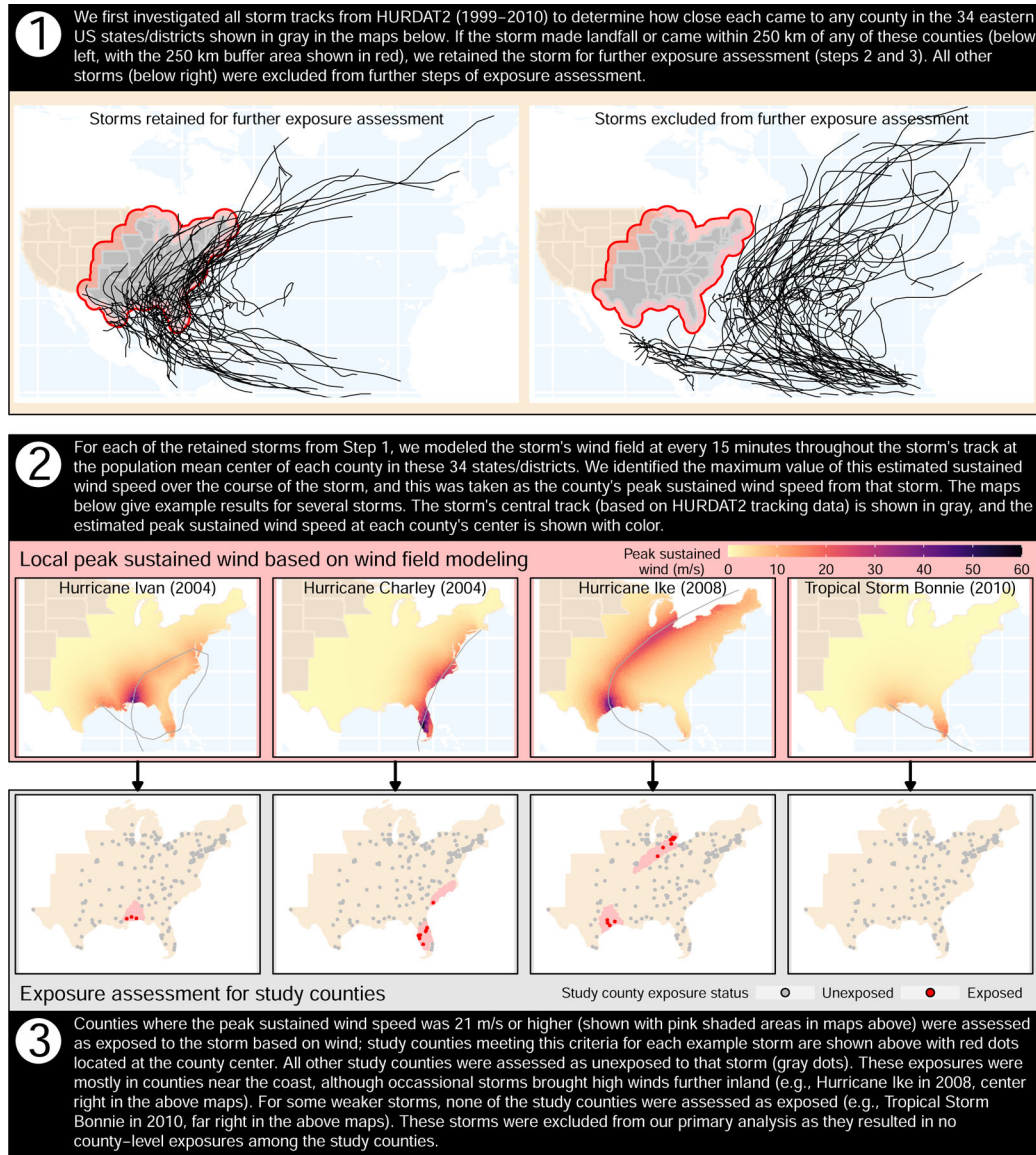 1
We first investigated all storm tracks from HURDAT2 (1999–2010) to determine how close each came to any county in the 34 eastern
US states/districts shown in gray in the maps below. If the storm made landfall or came within 250 km of any of these counties (below
left, with the 250 km buffer area shown in red), we retained the storm for further exposure assessment (steps 2 and 3). All other
storms (below right) were excluded from further steps of exposure assessment.
Storms retained for further exposure assessment
Storms excluded from further exposure assessment
2
For each of the retained storms from Step 1, we modeled the storm's wind field at every 15 minutes throughout the storm's track at
the population mean center of each county in these 34 states/districts. We identified the maximum value of this estimated sustained
wind speed over the course of the storm, and this was taken as the county's peak sustained wind speed from that storm. The maps
below give example results for several storms. The storm's central track (based on HURDAT2 tracking data) is shown in gray, and the
estimated peak sustained wind speed at each county's center is shown with color.
Local peak sustained wind based on wind field modeling
Peak sustained
wind (m/s)
0 10 20 30 40 50 60
Hurricane Ivan (2004)
Hurricane Charley (2004)
Hurricane Ike (2008)
Tropical Storm Bonnie (2010)
Exposure assessment for study counties
Study county exposure status
Unexposed
Exposed
3
Counties where the peak sustained wind speed was 21 m/s or higher (shown with pink shaded areas in maps above) were assessed
as exposed to the storm based on wind; study counties meeting this criteria for each example storm are shown above with red dots
located at the county center. All other study counties were assessed as unexposed to that storm (gray dots). These exposures were
mostly in counties near the coast, although occassional storms brought high winds further inland (e.g., Hurricane Ike in 2008, center
right in the above maps). For some weaker storms, none of the study counties were assessed as exposed (e.g., Tropical Storm
Bonnie in 2010, far right in the above maps). These storms were excluded from our primary analysis as they resulted in no
county–level exposures among the study counties.